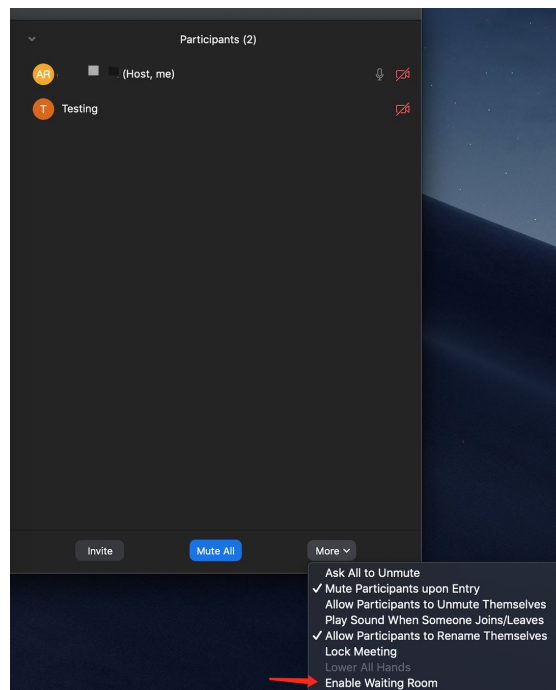 Participants (2)
AR (Host, me)
T Testing
Invite Mute All More
Ask All to Unmute
✓ Mute Participants upon Entry
Allow Participants to Unmute Themselves
Play Sound When Someone Joins/Leaves
✓ Allow Participants to Rename Themselves
Lock Meeting
Lower All Hands
Enable Waiting Room